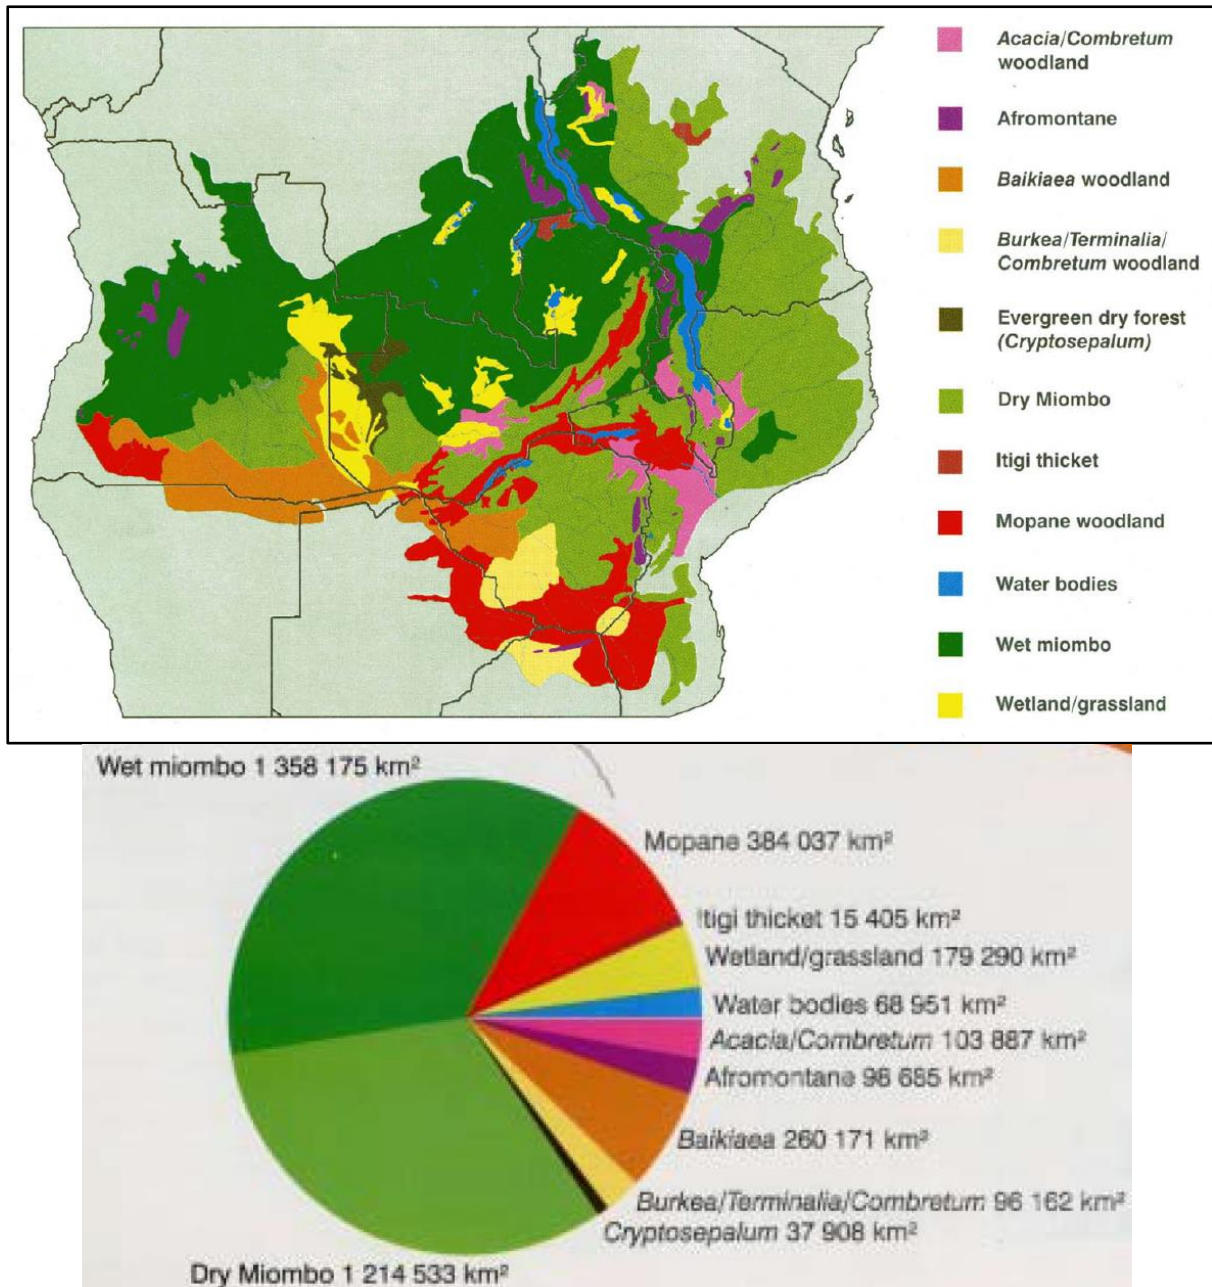 Acacia/Combretum
woodland
Afromontane
Baikiaea woodland
Burkea/Terminalia/
Combretum woodland
Evergreen dry forest
(Cryptosepalum)
Dry Miombo
Itigi thicket
Mopane woodland
Water bodies
Wet miombo
Wetland/grassland
Wet miombo 1 358 175 km²
Mopane 384 037 km²
Itigi thicket 15 405 km²
Wetland/grassland 179 290 km²
Water bodies 68 951 km²
Acacia/Combretum 103 887 km²
Afromontane 98 685 km²
Baikiaea 260 171 km²
Burkea/Terminalia/Combretum 96 162 km²
Cryptosepalum 37 908 km²
Dry Miombo 1 214 533 km²